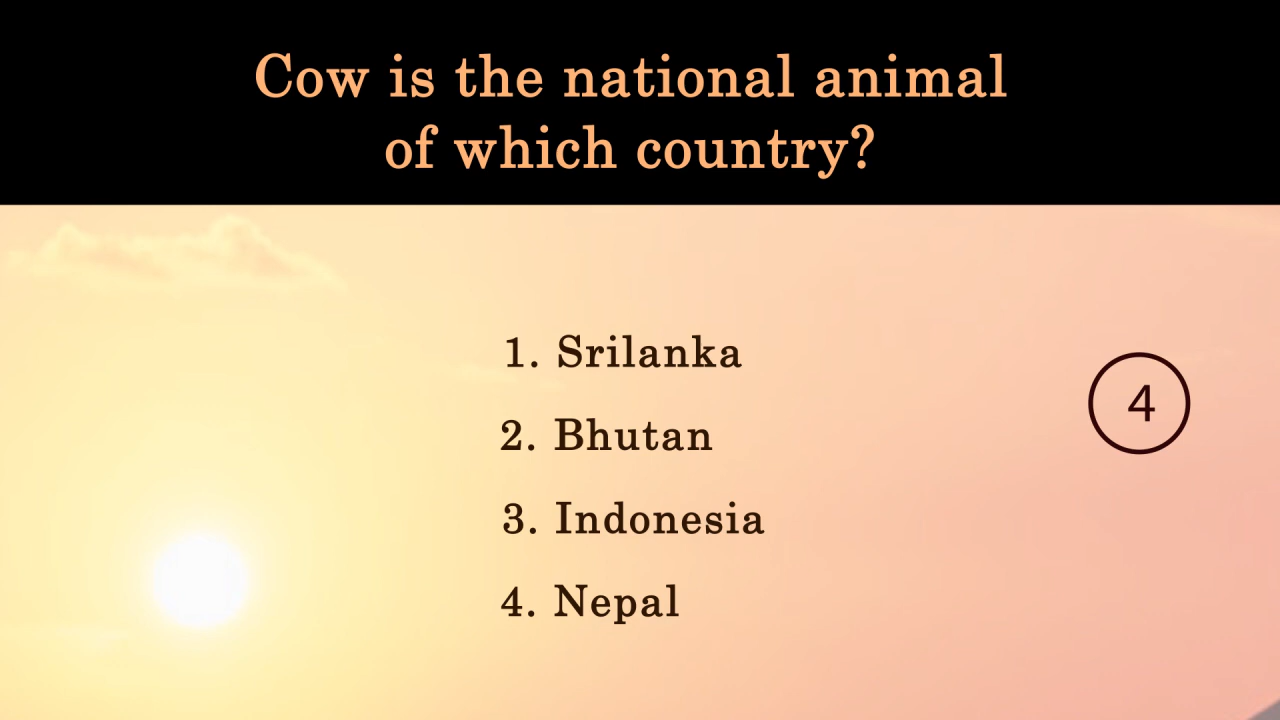 Cow is the national animal
of which country?
1. Srilanka
2. Bhutan
3. Indonesia
4. Nepal
4